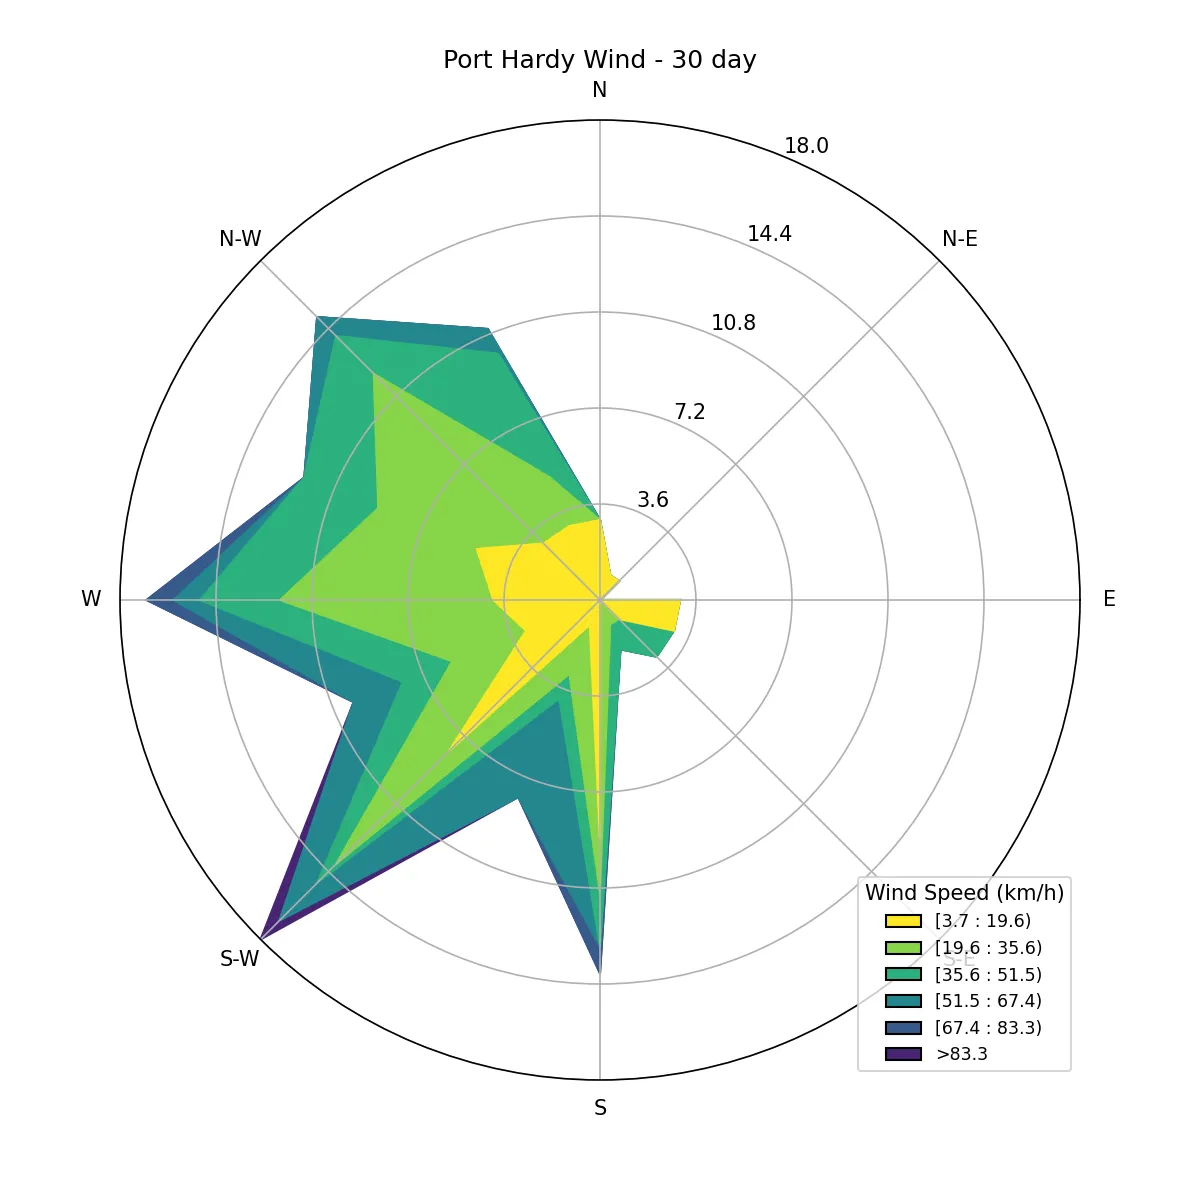 Port Hardy Wind - 30 day
N
18.0
14.4
N-W
N-E
10.8
7.2
3.6
W
E
S-W
S-E
Wind Speed (km/h)
[3.7 : 19.6)
[19.6 : 35.6)
[35.6 : 51.5)
[51.5 : 67.4)
[67.4 : 83.3)
>83.3
S